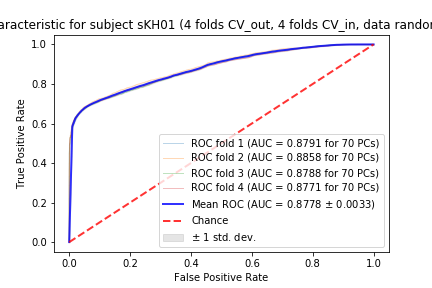 aracteristic for subject sKH01 (4 folds CV_out, 4 folds CV_in, data random
1.0
0.8
0.6
0.4
0.2
0.0
True Positive Rate
ROC fold 1 (AUC = 0.8791 for 70 PCs)
ROC fold 2 (AUC = 0.8858 for 70 PCs)
ROC fold 3 (AUC = 0.8788 for 70 PCs)
ROC fold 4 (AUC = 0.8771 for 70 PCs)
Mean ROC (AUC = 0.8778 ± 0.0033)
Chance
± 1 std. dev.
0.0 0.2 0.4 0.6 0.8 1.0
False Positive Rate